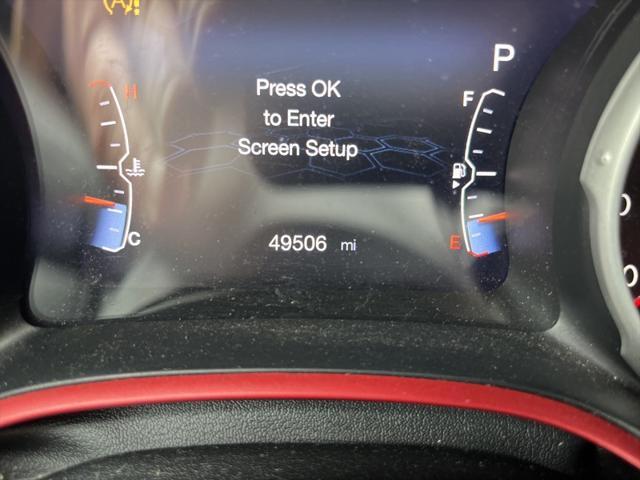 P
H
F
Press OK
to Enter
Screen Setup
C
49506 mi
E